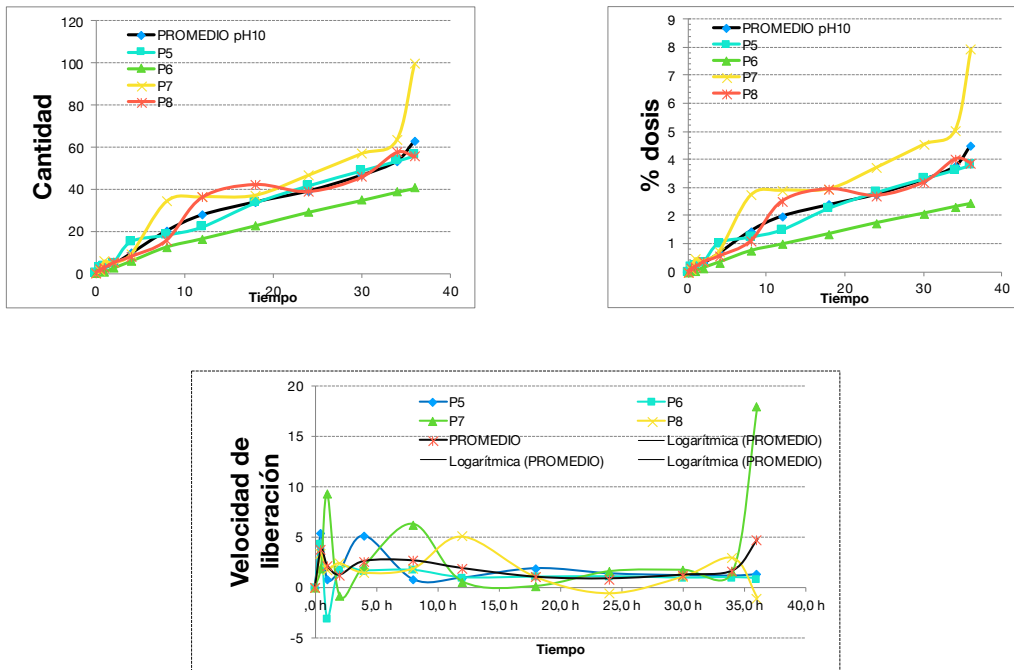 120
100
80
60
40
20
0
Cantidad
PROMEDIO pH10
P5
P6
P7
P8
0
10
20
30
40
Tiempo
9
8
7
6
5
4
3
2
1
0
% dosis
PROMEDIO pH10
P5
P6
P7
P8
0
10
20
30
40
Tiempo
20
15
10
5
0
-5
Velocidad de
liberación
P5
P6
P7
P8
PROMEDIO
Logarítmica (PROMEDIO)
Logarítmica (PROMEDIO)
Logarítmica (PROMEDIO)
,0 h
5,0 h
10,0 h
15,0 h
20,0 h
25,0 h
30,0 h
35,0 h
40,0 h
Tiempo